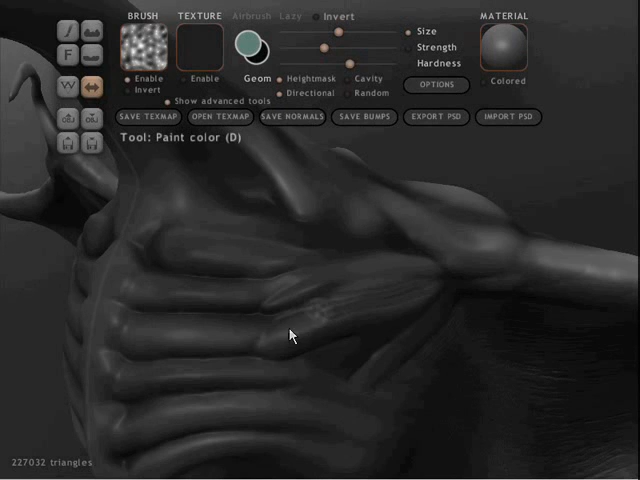 BRUSH TEXTURE Airbrush Lazy Invert MATERIAL
Size
Strength
Hardness
Enable Enable Geom Heightmask Cavity OPTIONS Colored
Invert Directional Random
Show advanced tools
SAVE TEXMAP OPEN TEXMAP SAVE NORMALS SAVE BUMPS EXPORT PSD IMPORT PSD
Tool: Paint color (D)
F
OBJ OBJ
227032 triangles